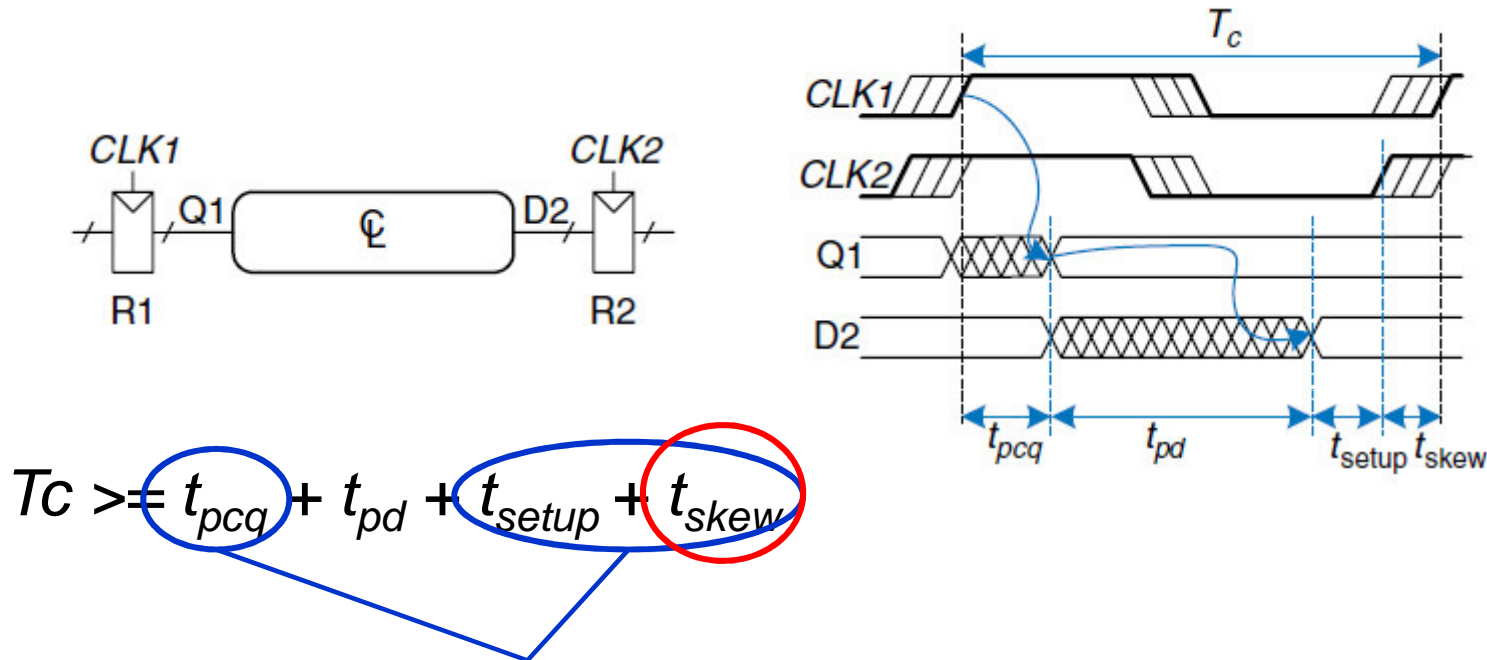 CLK1
CLK2
Q1
CL
D2
R1
R2
Tc
CLK1
CLK2
Q1
D2
tpcq
tpd
tsetup
tskew
Tc >= tpcq + tpd + tsetup + tskew